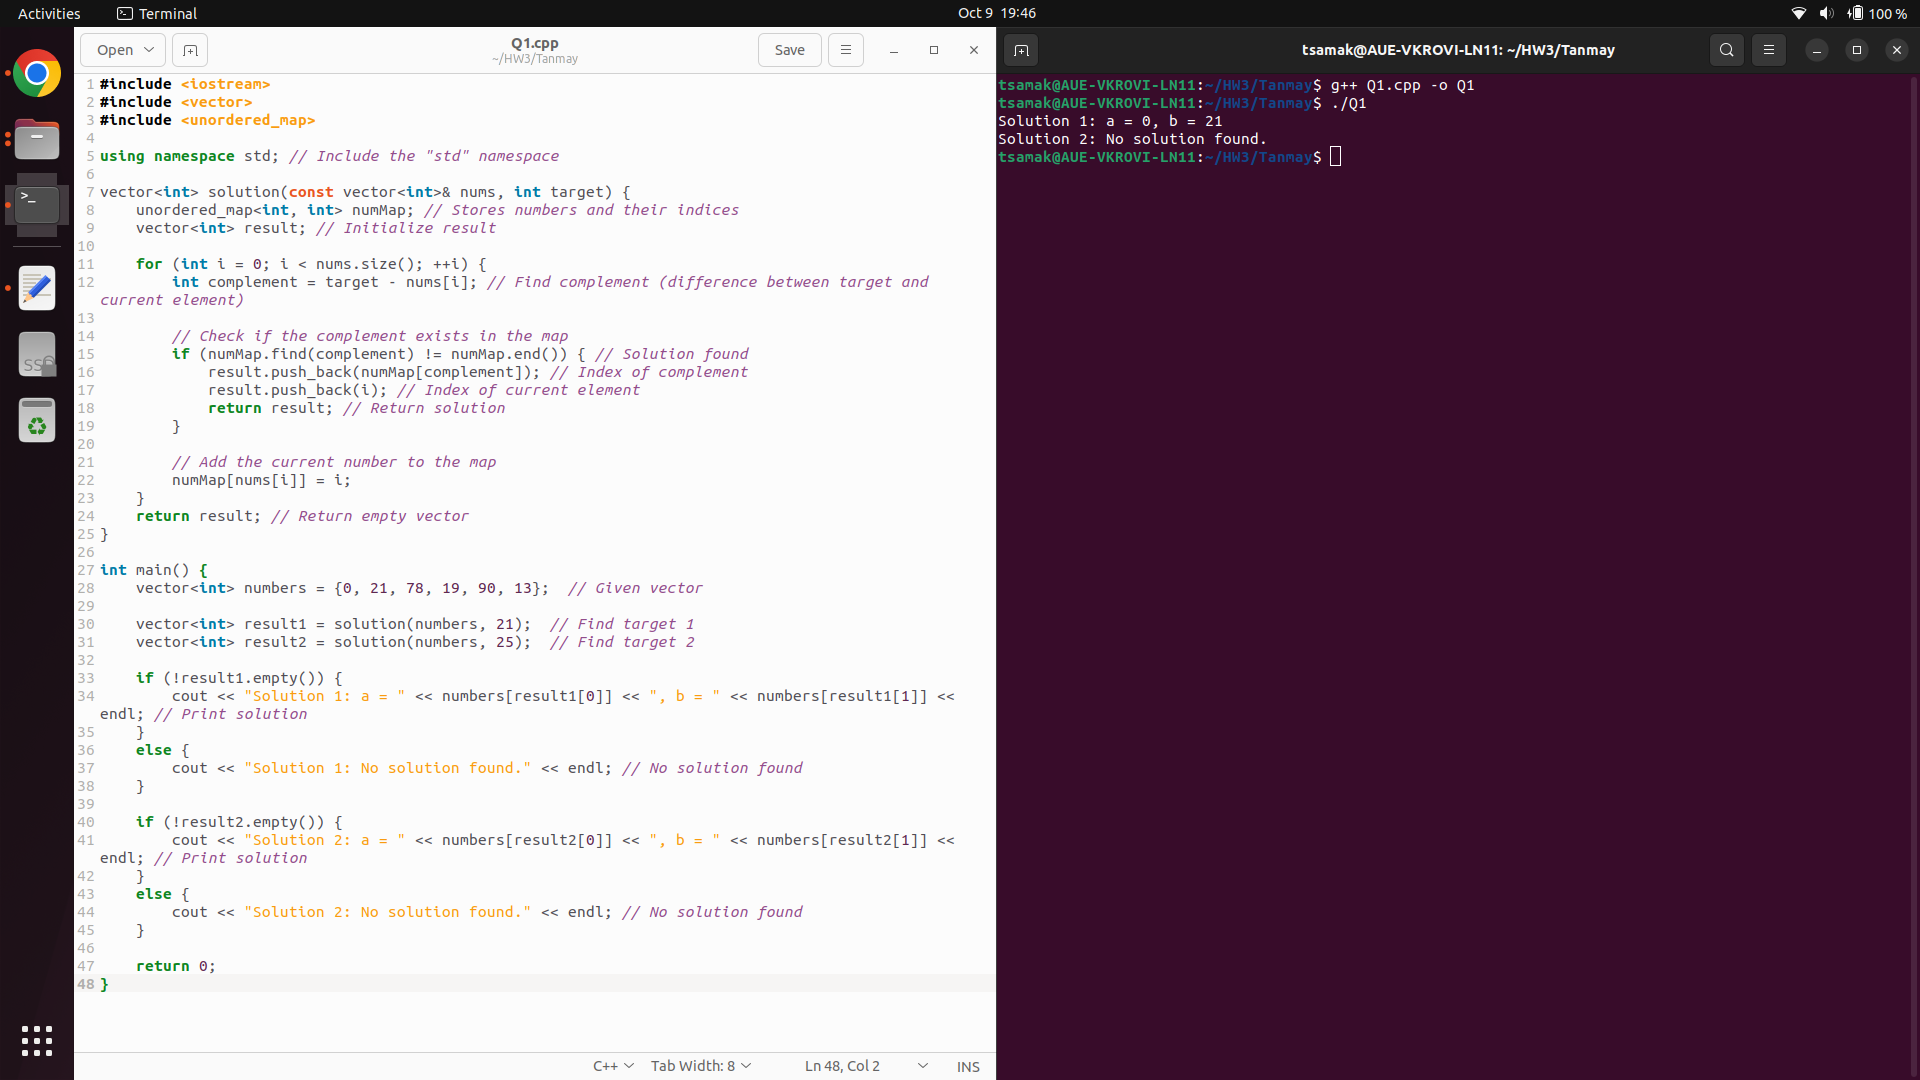 Activities
Terminal
Oct 9 19:46
100 %
Open
Q1.cpp
~/HW3/Tanmay
Save
1 #include <iostream>
2 #include <vector>
3 #include <unordered_map>
4
5 using namespace std; // Include the "std" namespace
6
7 vector<int> solution(const vector<int>& nums, int target) {
8     unordered_map<int, int> numMap; // Stores numbers and their indices
9     vector<int> result; // Initialize result
10
11     for (int i = 0; i < nums.size(); ++i) {
12         int complement = target - nums[i]; // Find complement (difference between target and
current element)
13
14         // Check if the complement exists in the map
15         if (numMap.find(complement) != numMap.end()) { // Solution found
16             result.push_back(numMap[complement]); // Index of complement
17             result.push_back(i); // Index of current element
18             return result; // Return solution
19         }
20
21         // Add the current number to the map
22         numMap[nums[i]] = i;
23     }
24     return result; // Return empty vector
25 }
26
27 int main() {
28     vector<int> numbers = {0, 21, 78, 19, 90, 13};  // Given vector
29
30     vector<int> result1 = solution(numbers, 21);  // Find target 1
31     vector<int> result2 = solution(numbers, 25);  // Find target 2
32
33     if (!result1.empty()) {
34         cout << "Solution 1: a = " << numbers[result1[0]] << ", b = " << numbers[result1[1]] <<
endl; // Print solution
35     }
36     else {
37         cout << "Solution 1: No solution found." << endl; // No solution found
38     }
39
40     if (!result2.empty()) {
41         cout << "Solution 2: a = " << numbers[result2[0]] << ", b = " << numbers[result2[1]] <<
endl; // Print solution
42     }
43     else {
44         cout << "Solution 2: No solution found." << endl; // No solution found
45     }
46
47     return 0;
48 }
C++
Tab Width: 8
Ln 48, Col 2
INS
tsamak@AUE-VKROVI-LN11: ~/HW3/Tanmay
tsamak@AUE-VKROVI-LN11:~/HW3/Tanmay$ g++ Q1.cpp -o Q1
tsamak@AUE-VKROVI-LN11:~/HW3/Tanmay$ ./Q1
Solution 1: a = 0, b = 21
Solution 2: No solution found.
tsamak@AUE-VKROVI-LN11:~/HW3/Tanmay$
>_